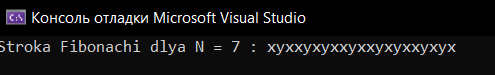 Консоль отладки Microsoft Visual Studio
Stroka Fibonachi dlya N = 7 : xyxxyxyxxyxxyxyxxyxyx